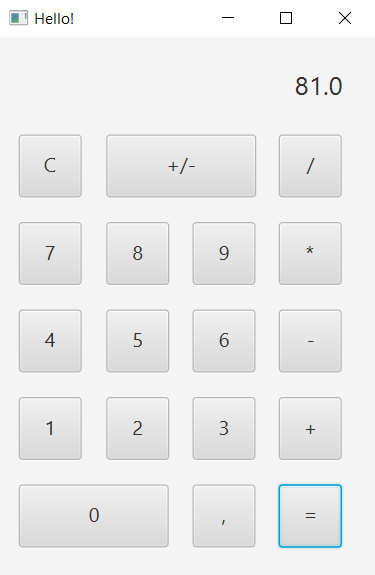 Hello!
81.0
C +/- /
7 8 9 *
4 5 6 -
1 2 3 +
0 , =